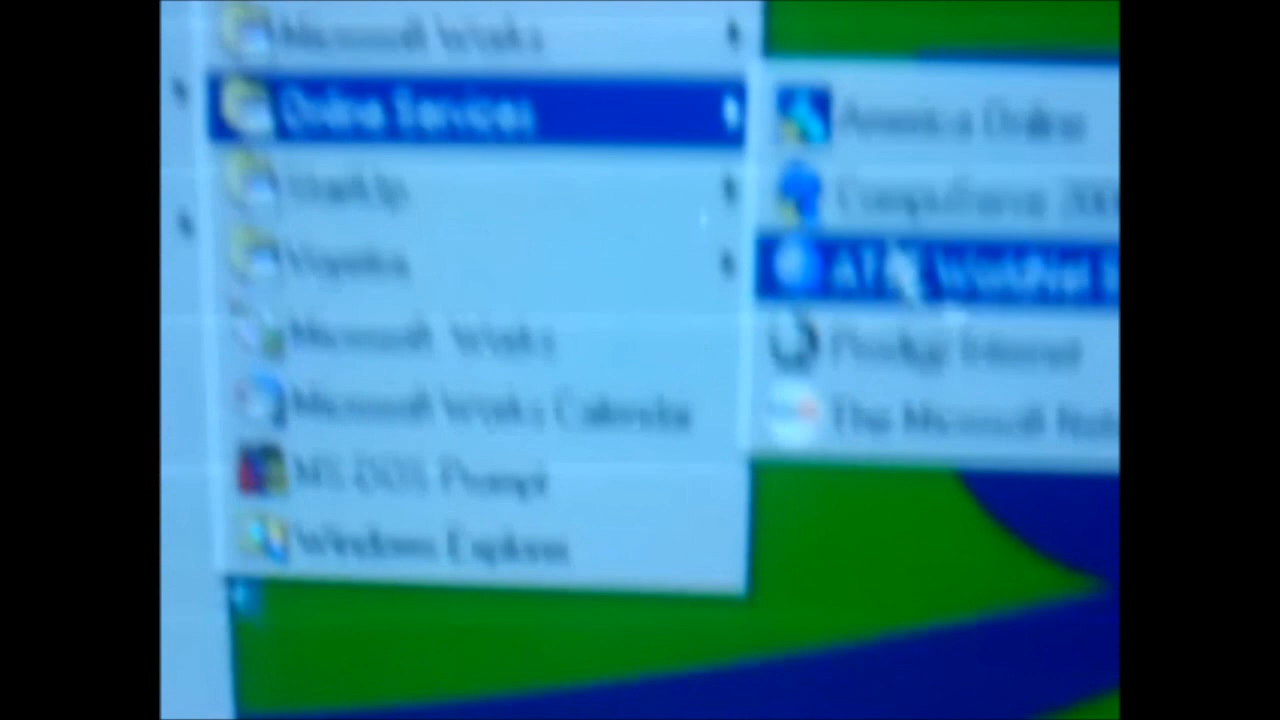 Microsoft Works
Online Services
StartUp
Microsoft Works
Microsoft Works Calendar
MS-DOS Prompt
Windows Explorer
America Online
CompuServe 200
AT&T WorldNet S
Prodigy Internet
The Microsoft Net